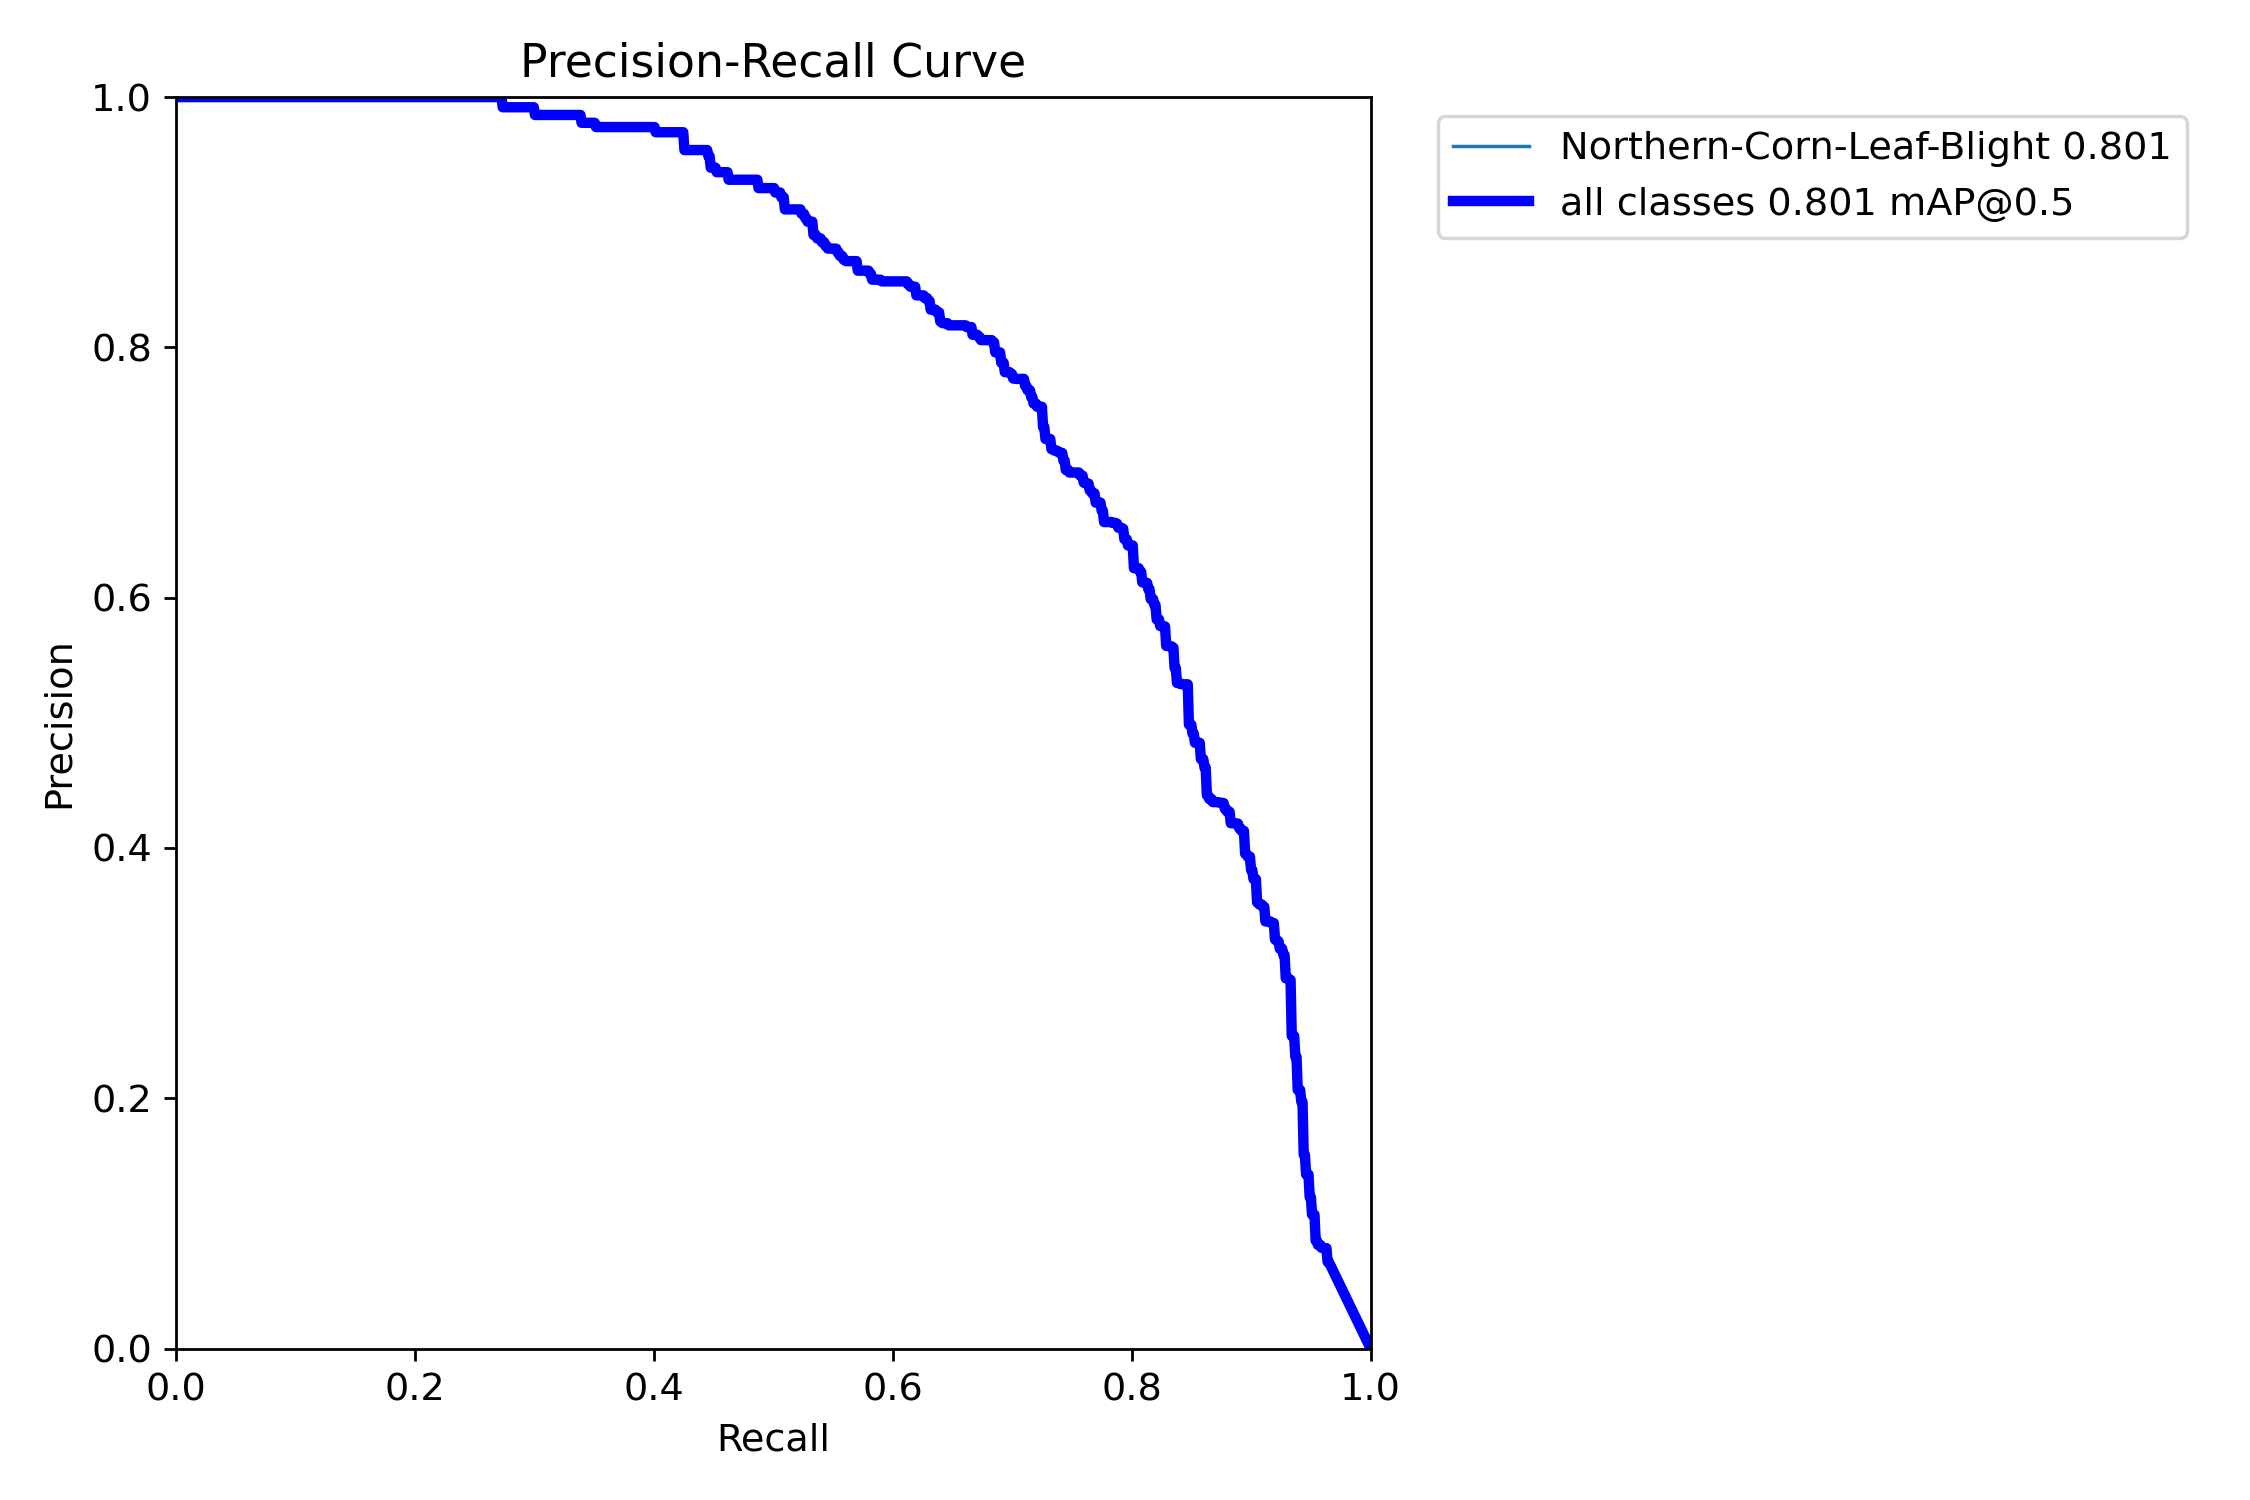 Precision-Recall Curve
Northern-Corn-Leaf-Blight 0.801
all classes 0.801 mAP@0.5
1.0
0.8
0.6
0.4
0.2
0.0
Precision
0.0 0.2 0.4 0.6 0.8 1.0
Recall